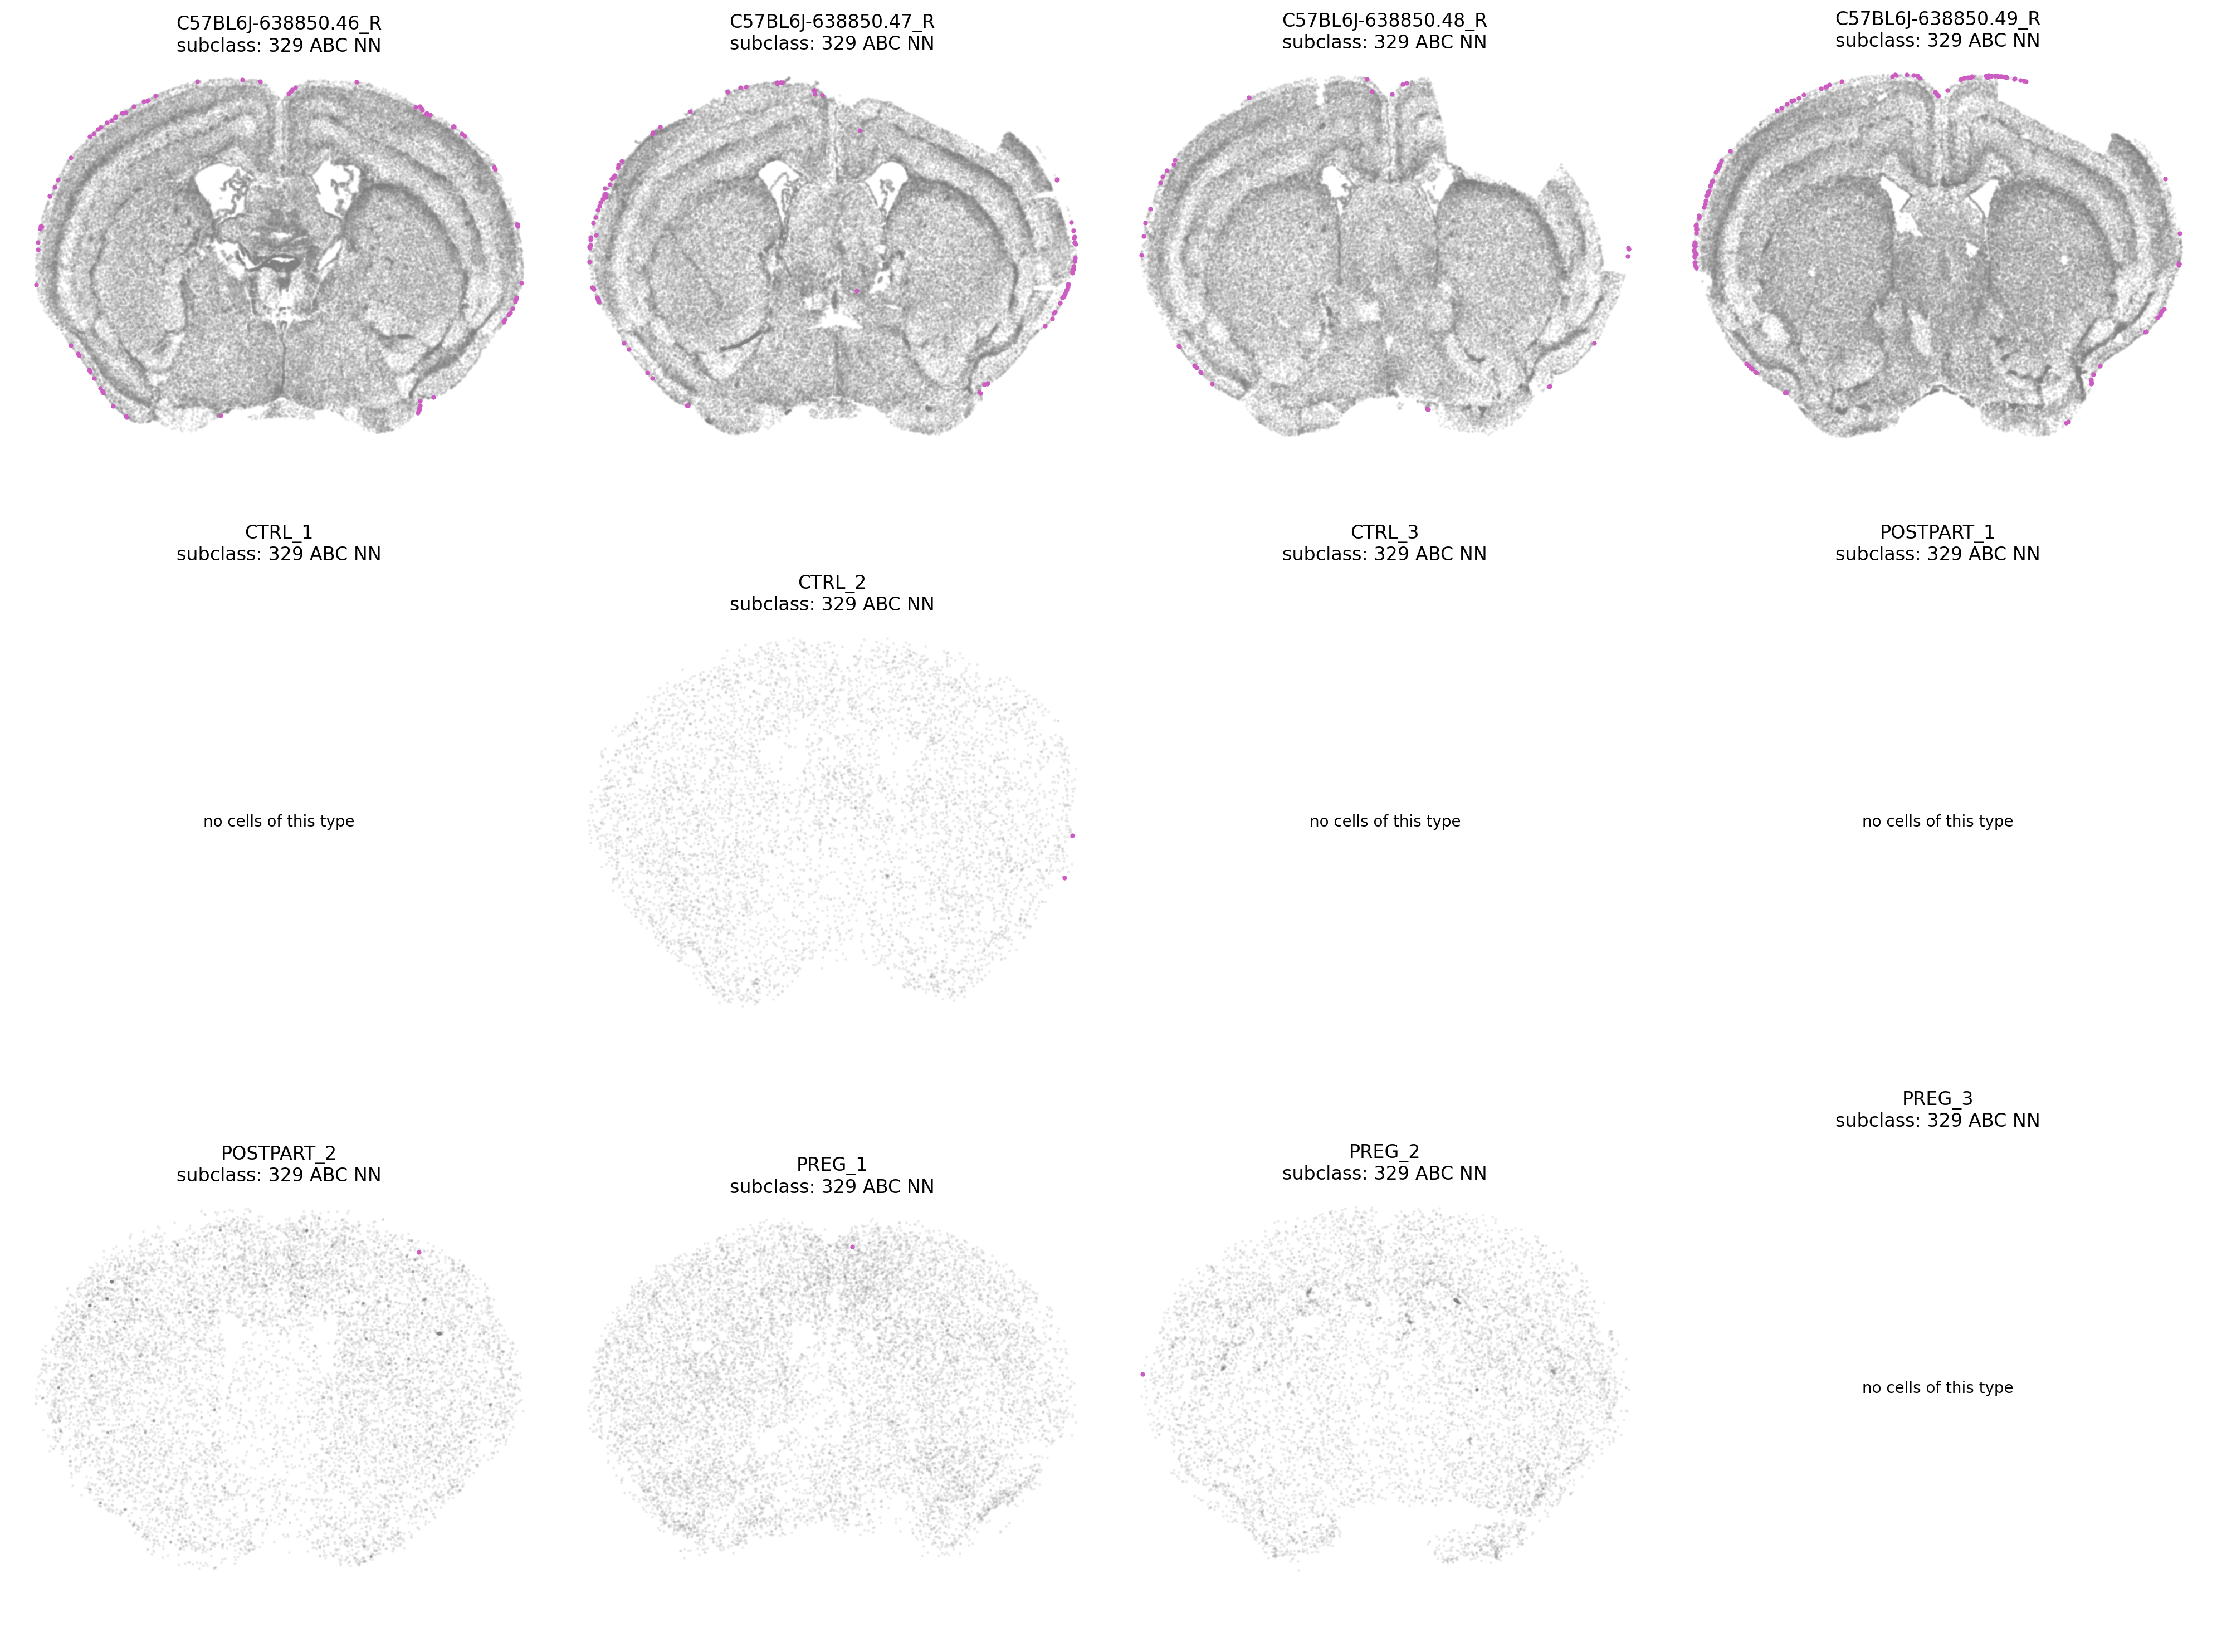 C57BL6J-638850.46_R
subclass: 329 ABC NN
C57BL6J-638850.47_R
subclass: 329 ABC NN
C57BL6J-638850.48_R
subclass: 329 ABC NN
C57BL6J-638850.49_R
subclass: 329 ABC NN
CTRL_1
subclass: 329 ABC NN
no cells of this type
CTRL_2
subclass: 329 ABC NN
CTRL_3
subclass: 329 ABC NN
no cells of this type
POSTPART_1
subclass: 329 ABC NN
no cells of this type
POSTPART_2
subclass: 329 ABC NN
PREG_1
subclass: 329 ABC NN
PREG_2
subclass: 329 ABC NN
PREG_3
subclass: 329 ABC NN
no cells of this type